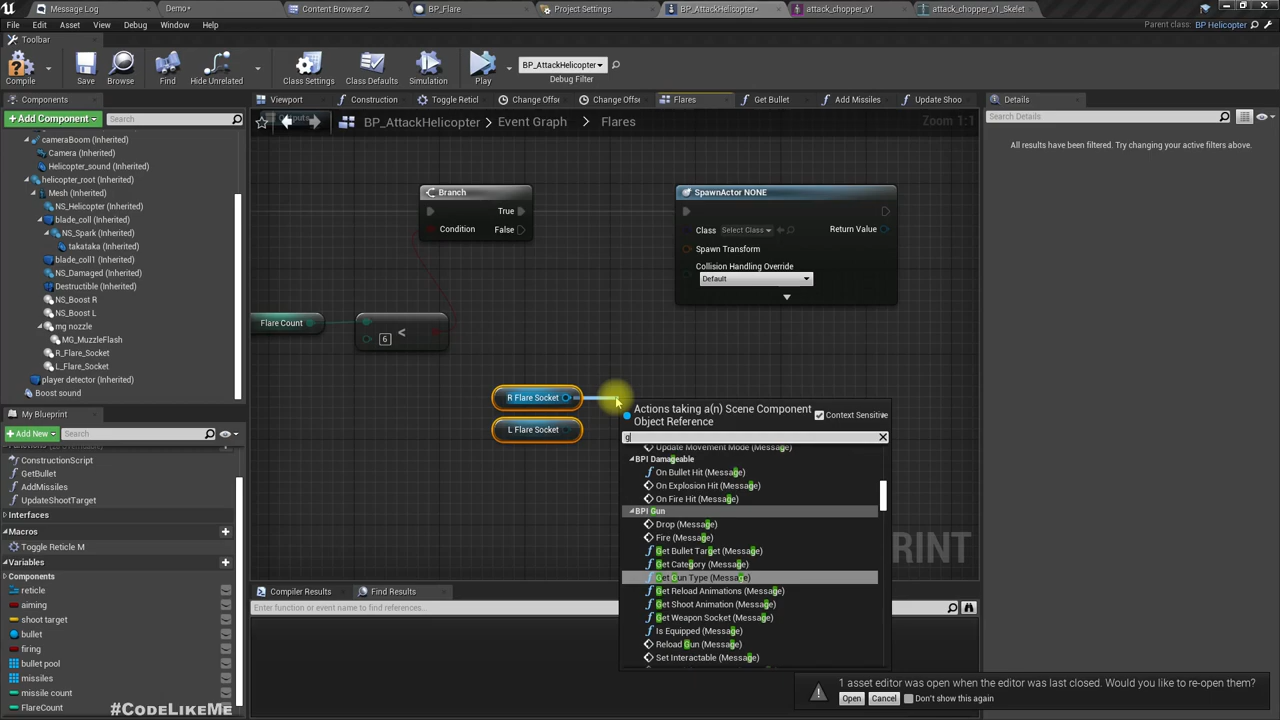 Message Log
Demo*
Content Browser 2
BP_Flare
Project Settings
BP_AttackHelicopter*
attack_chopper_v1
attack_chopper_v1_Skelet
File
Edit
Asset
View
Debug
Window
Help
Parent class: BP Helicopter
Toolbar
Compile
Save
Browse
Find
Hide Unrelated
Class Settings
Class Defaults
Simulation
Play
BP_AttackHelicopter
Debug Filter
Components
+ Add Component
Search
cameraBoom (Inherited)
Camera (Inherited)
Helicopter_sound (Inherited)
helicopter_root (Inherited)
Mesh (Inherited)
NS_Helicopter (Inherited)
blade_coll (Inherited)
NS_Spark (Inherited)
takataka (Inherited)
blade_coll1 (Inherited)
NS_Damaged (Inherited)
Destructible (Inherited)
NS_Boost R
NS_Boost L
mg nozzle
MG_MuzzleFlash
R_Flare_Socket
L_Flare_Socket
player detector (Inherited)
Boost sound
My Blueprint
+ Add New
Search
ConstructionScript
GetBullet
AddMissiles
UpdateShootTarget
Interfaces
Macros
Toggle Reticle M
Variables
Components
reticle
aiming
shoot target
bullet
firing
bullet pool
missiles
missile count
FlareCount
#CodeLikeMe
Viewport
Construction
Toggle Reticl
Change Offse
Change Offse
Flares
Get Bullet
Add Missiles
Update Shoo
BP_AttackHelicopter > Event Graph > Flares
Zoom 1:1
Branch
True
Condition
False
SpawnActor NONE
Class
Select Class
Return Value
Spawn Transform
Collision Handling Override
Default
Flare Count
6
<
R Flare Socket
L Flare Socket
Actions taking a(n) Scene Component
Object Reference
Context Sensitive
g
Update Movement Mode (Message)
BPI Damageable
On Bullet Hit (Message)
On Explosion Hit (Message)
On Fire Hit (Message)
BPI Gun
Drop (Message)
Fire (Message)
Get Bullet Target (Message)
Get Category (Message)
Get Gun Type (Message)
Get Reload Animations (Message)
Get Shoot Animation (Message)
Get Weapon Socket (Message)
Is Equipped (Message)
Reload Gun (Message)
Set Interactable (Message)
RINT
Compiler Results
Find Results
Enter function or event name to find references...
Details
Search Details
All results have been filtered. Try changing your active filters above.
1 asset editor was open when the editor was last closed. Would you like to re-open them?
Open
Cancel
Don't show this again